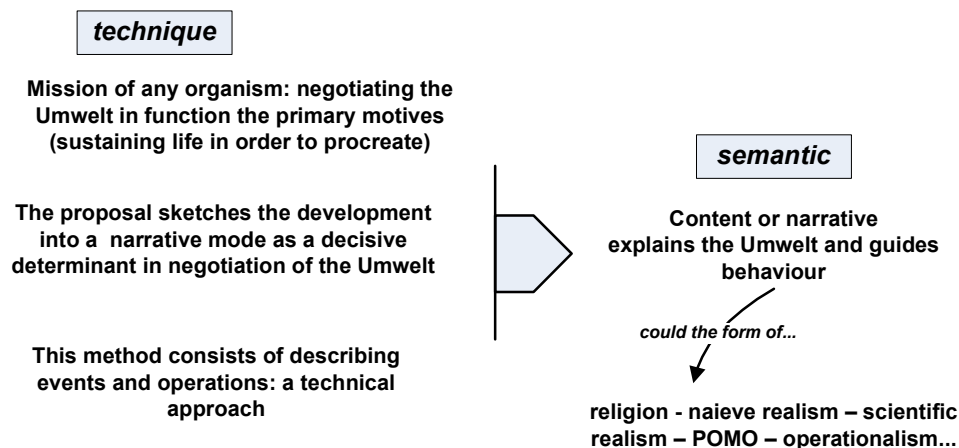 technique
Mission of any organism: negotiating the
Umwelt in function the primary motives
(sustaining life in order to procreate)
The proposal sketches the development
into a narrative mode as a decisive
determinant in negotiation of the Umwelt
This method consists of describing
events and operations: a technical
approach
semantic
Content or narrative
explains the Umwelt and guides
behaviour
could the form of...
religion - naieve realism – scientific
realism – POMO – operationalism...